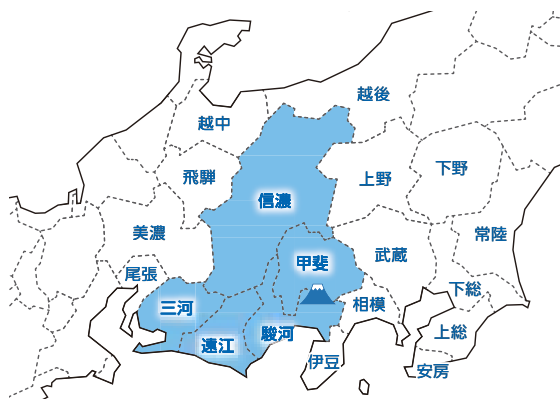 越後
越中
飛騨
上野
下野
信濃
美濃
常陸
武蔵
甲斐
尾張
下総
三河
相模
駿河
上総
遠江
伊豆
安房